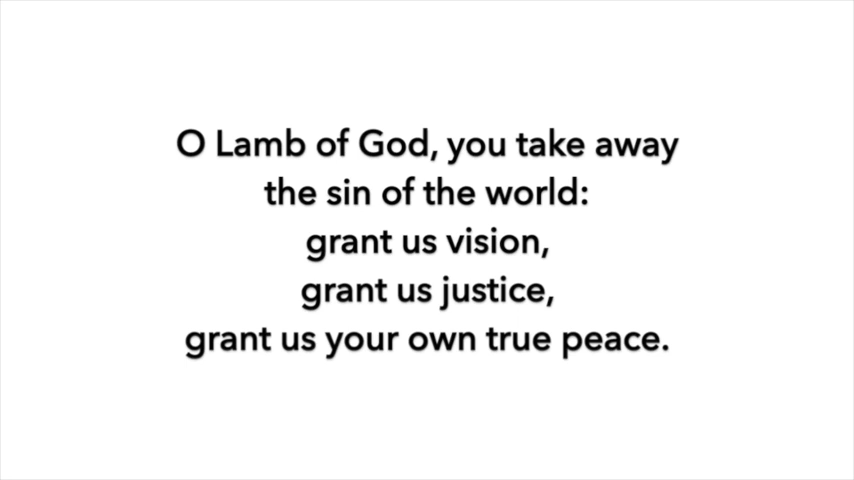 O Lamb of God, you take away
the sin of the world:
grant us vision,
grant us justice,
grant us your own true peace.